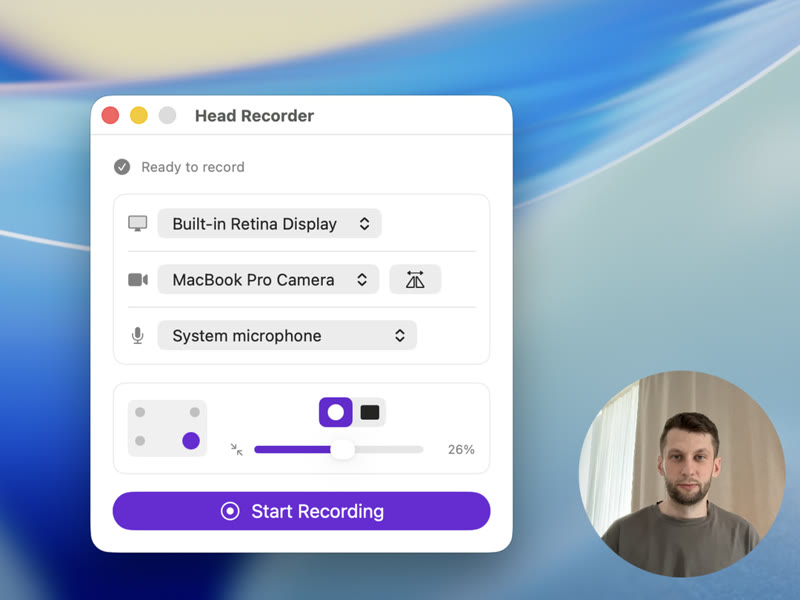 Head Recorder
Ready to record
Built-in Retina Display
MacBook Pro Camera
System microphone
26%
Start Recording